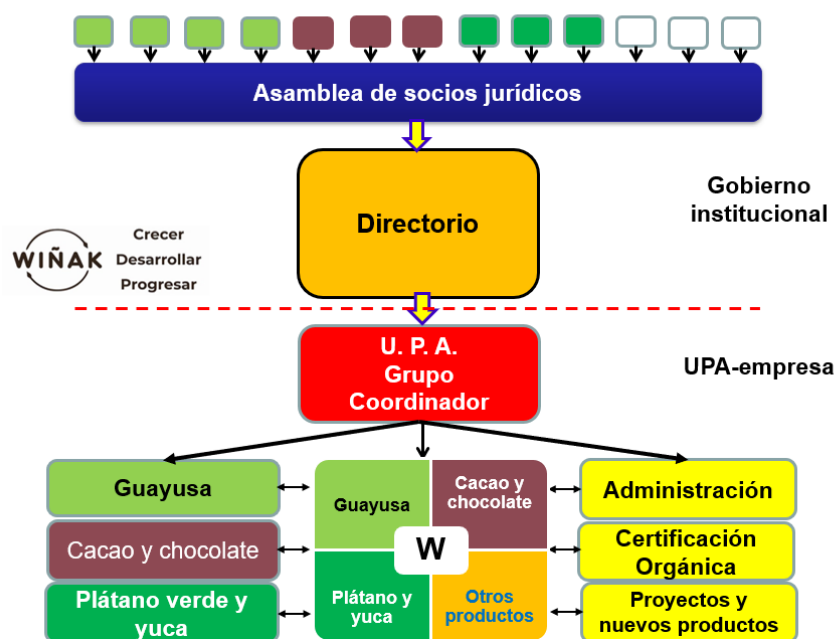 Asamblea de socios jurídicos
Directorio
Gobierno
institucional
WIÑAK
Crecer
Desarrollar
Progresar
U. P. A.
Grupo
Coordinador
UPA-empresa
Guayusa
Cacao y chocolate
Plátano verde y
yuca
Guayusa
Cacao y
chocolate
W
Plátano y
yuca
Otros
productos
Administración
Certificación
Orgánica
Proyectos y
nuevos productos